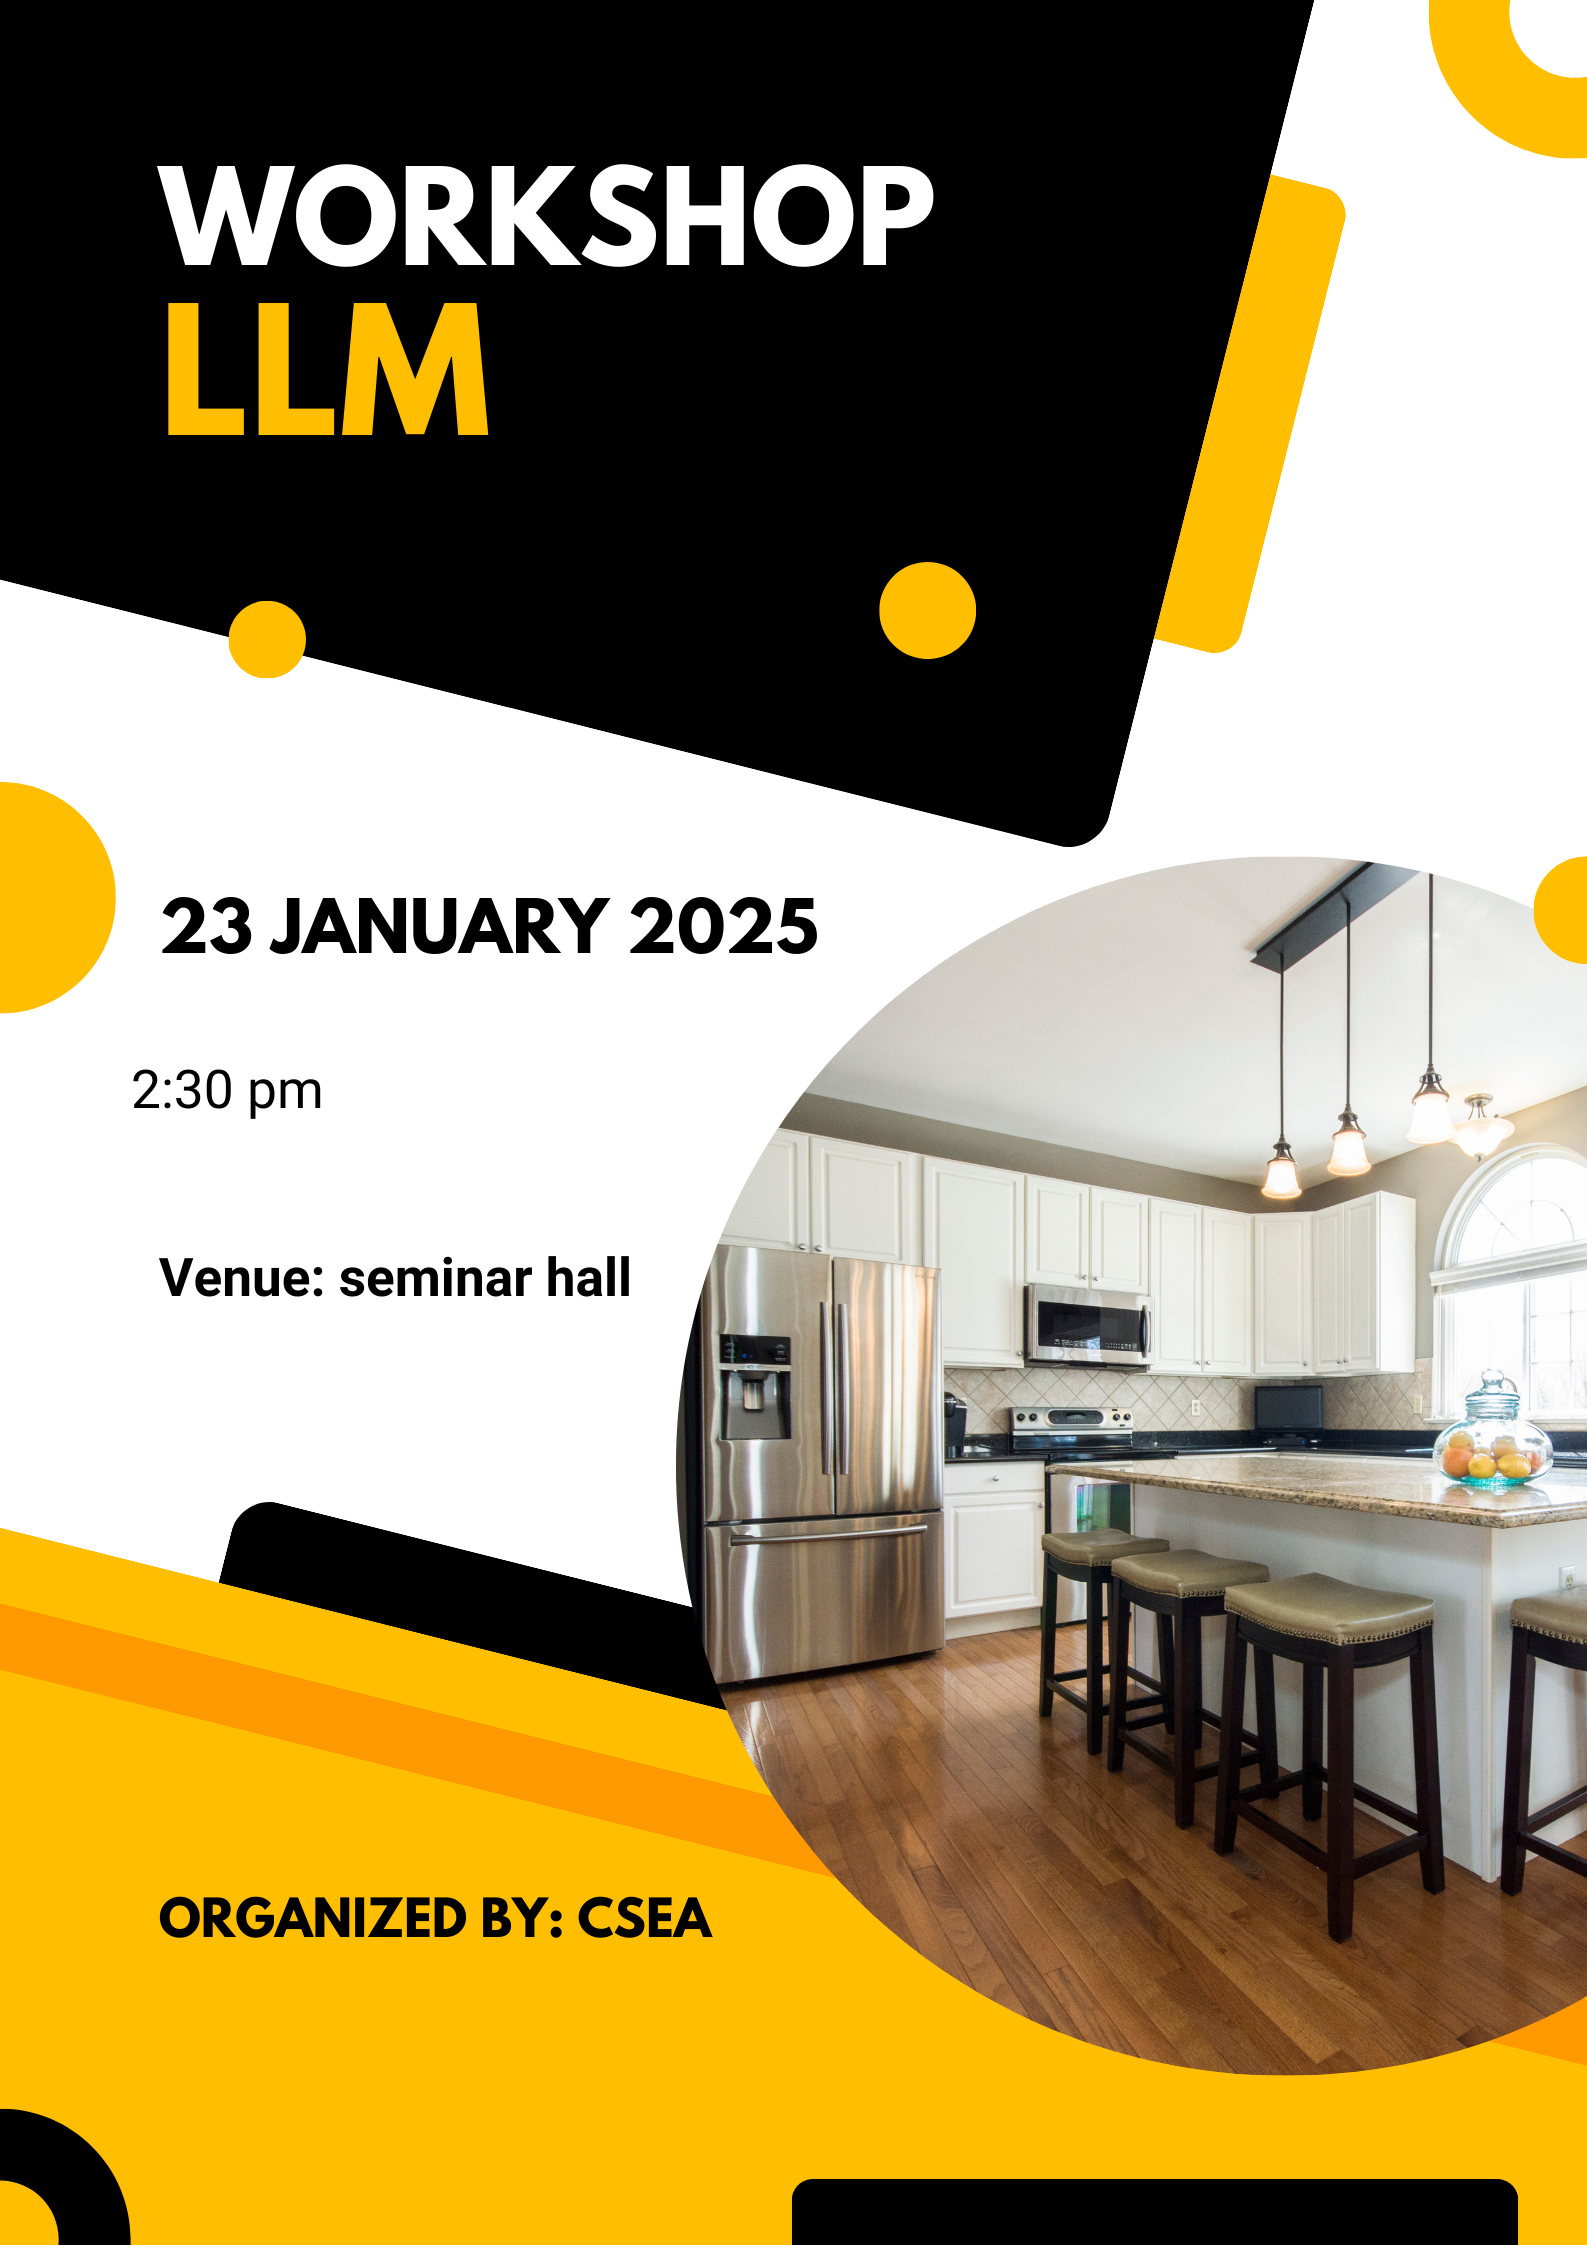 WORKSHOP
LLM
23 JANUARY 2025
2:30 pm
Venue: seminar hall
ORGANIZED BY: CSEA